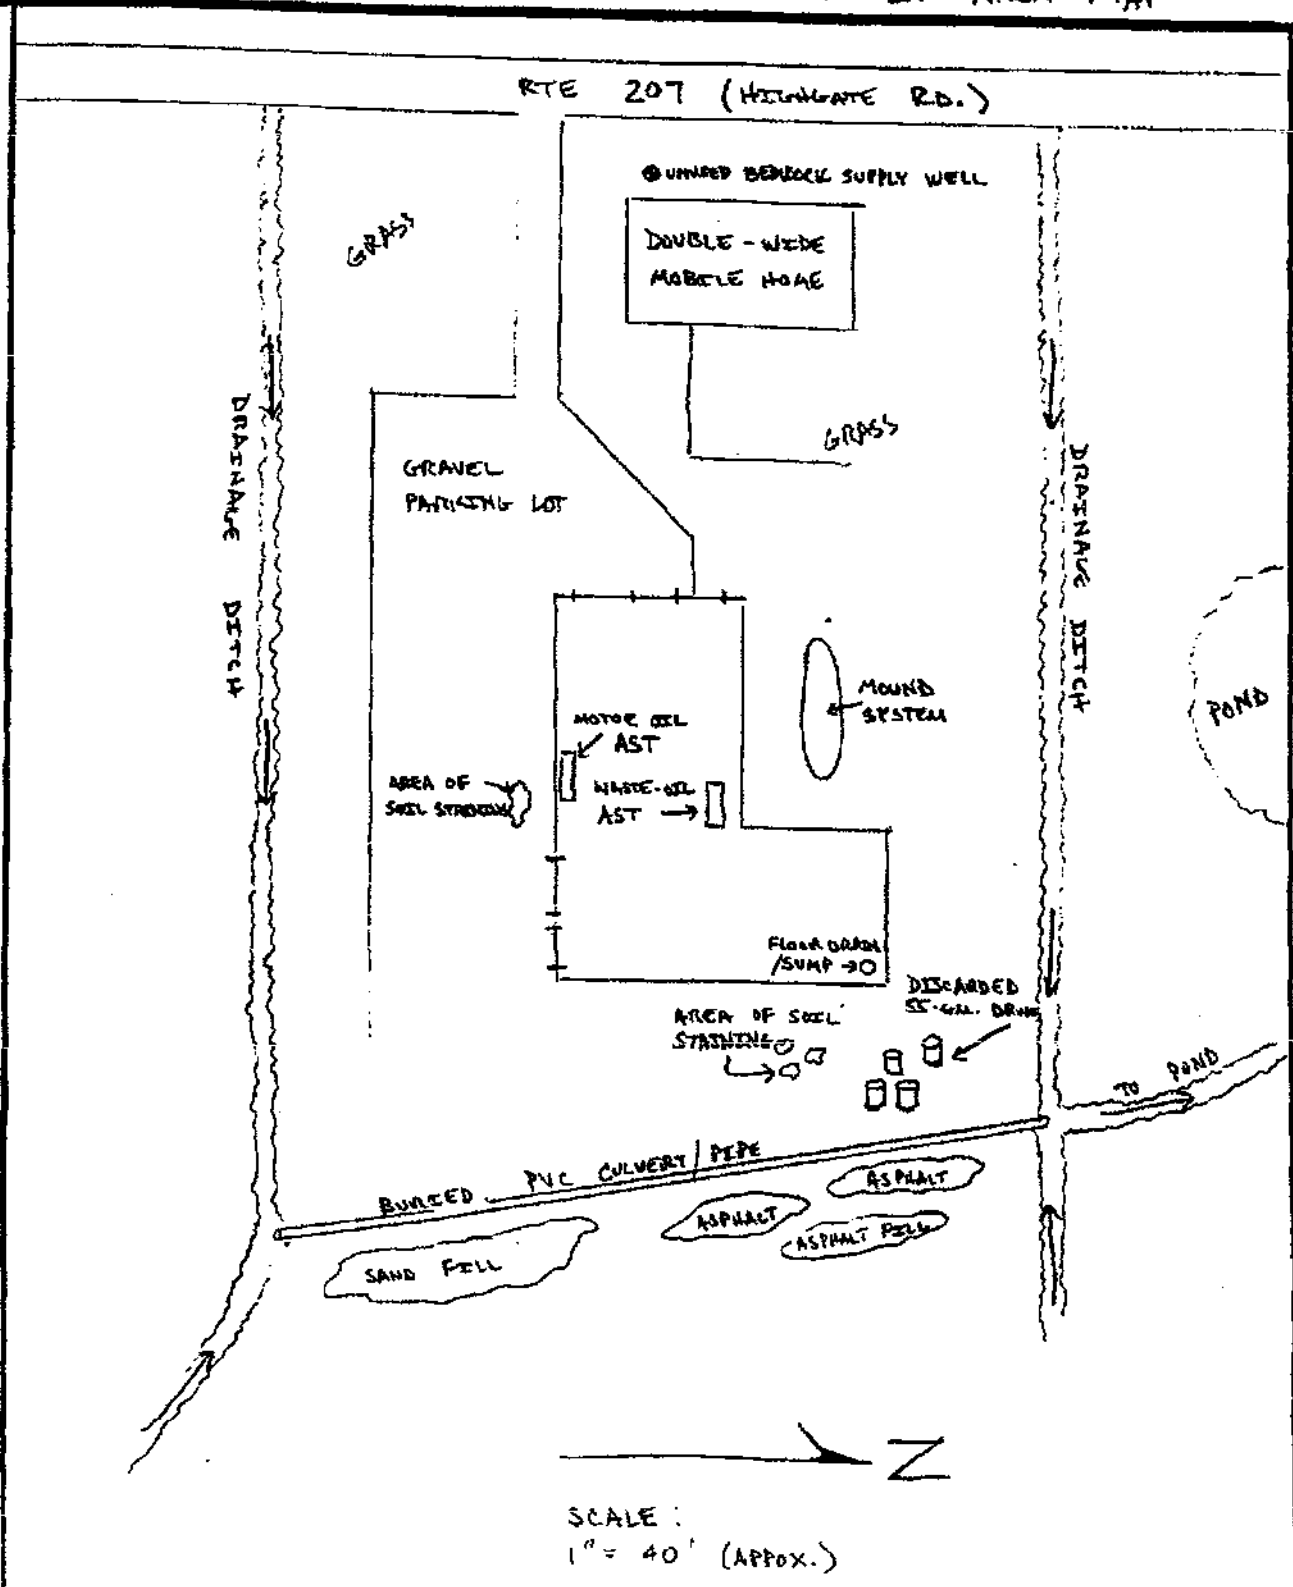 RTE 207 (HIGHGATE RD.)
UNUSED BEDROCK SUPPLY WELL
DOUBLE-WIDE
MOBILE HOME
GRASS
GRASS
GRAVEL
PARKING LOT
DRAINAGE DITCH
DRAINAGE DITCH
POND
MOUND
SYSTEM
MOTOR OIL
AST
AREA OF
SOIL STAINING
WASTE-OIL
AST
FLOOR DRAIN
/SUMP
DISCARDED
55-GAL. DRUMS
AREA OF SOIL
STAINING
TO POND
BURIED PVC CULVERT/PIPE
ASPHALT
ASPHALT
ASPHALT FILL
SAND FILL
N
SCALE:
1" = 40' (APPOX.)